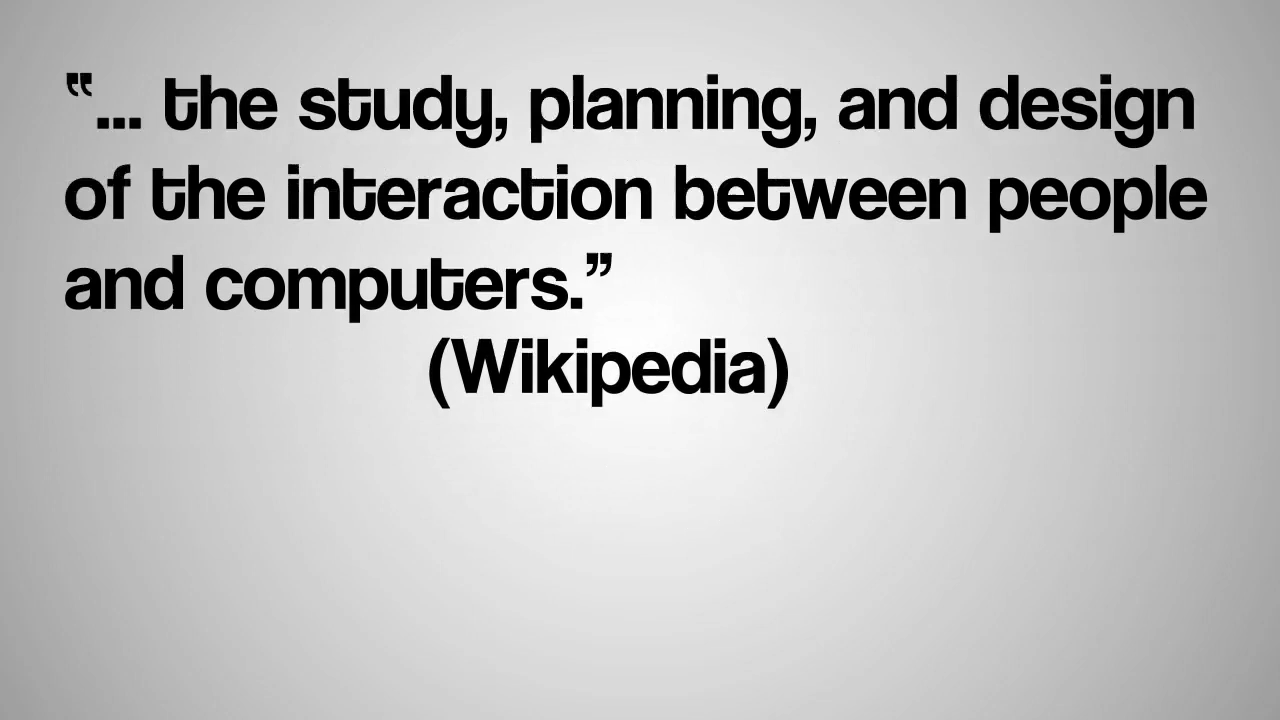 “... the study, planning, and design
of the interaction between people
and computers.”
(Wikipedia)